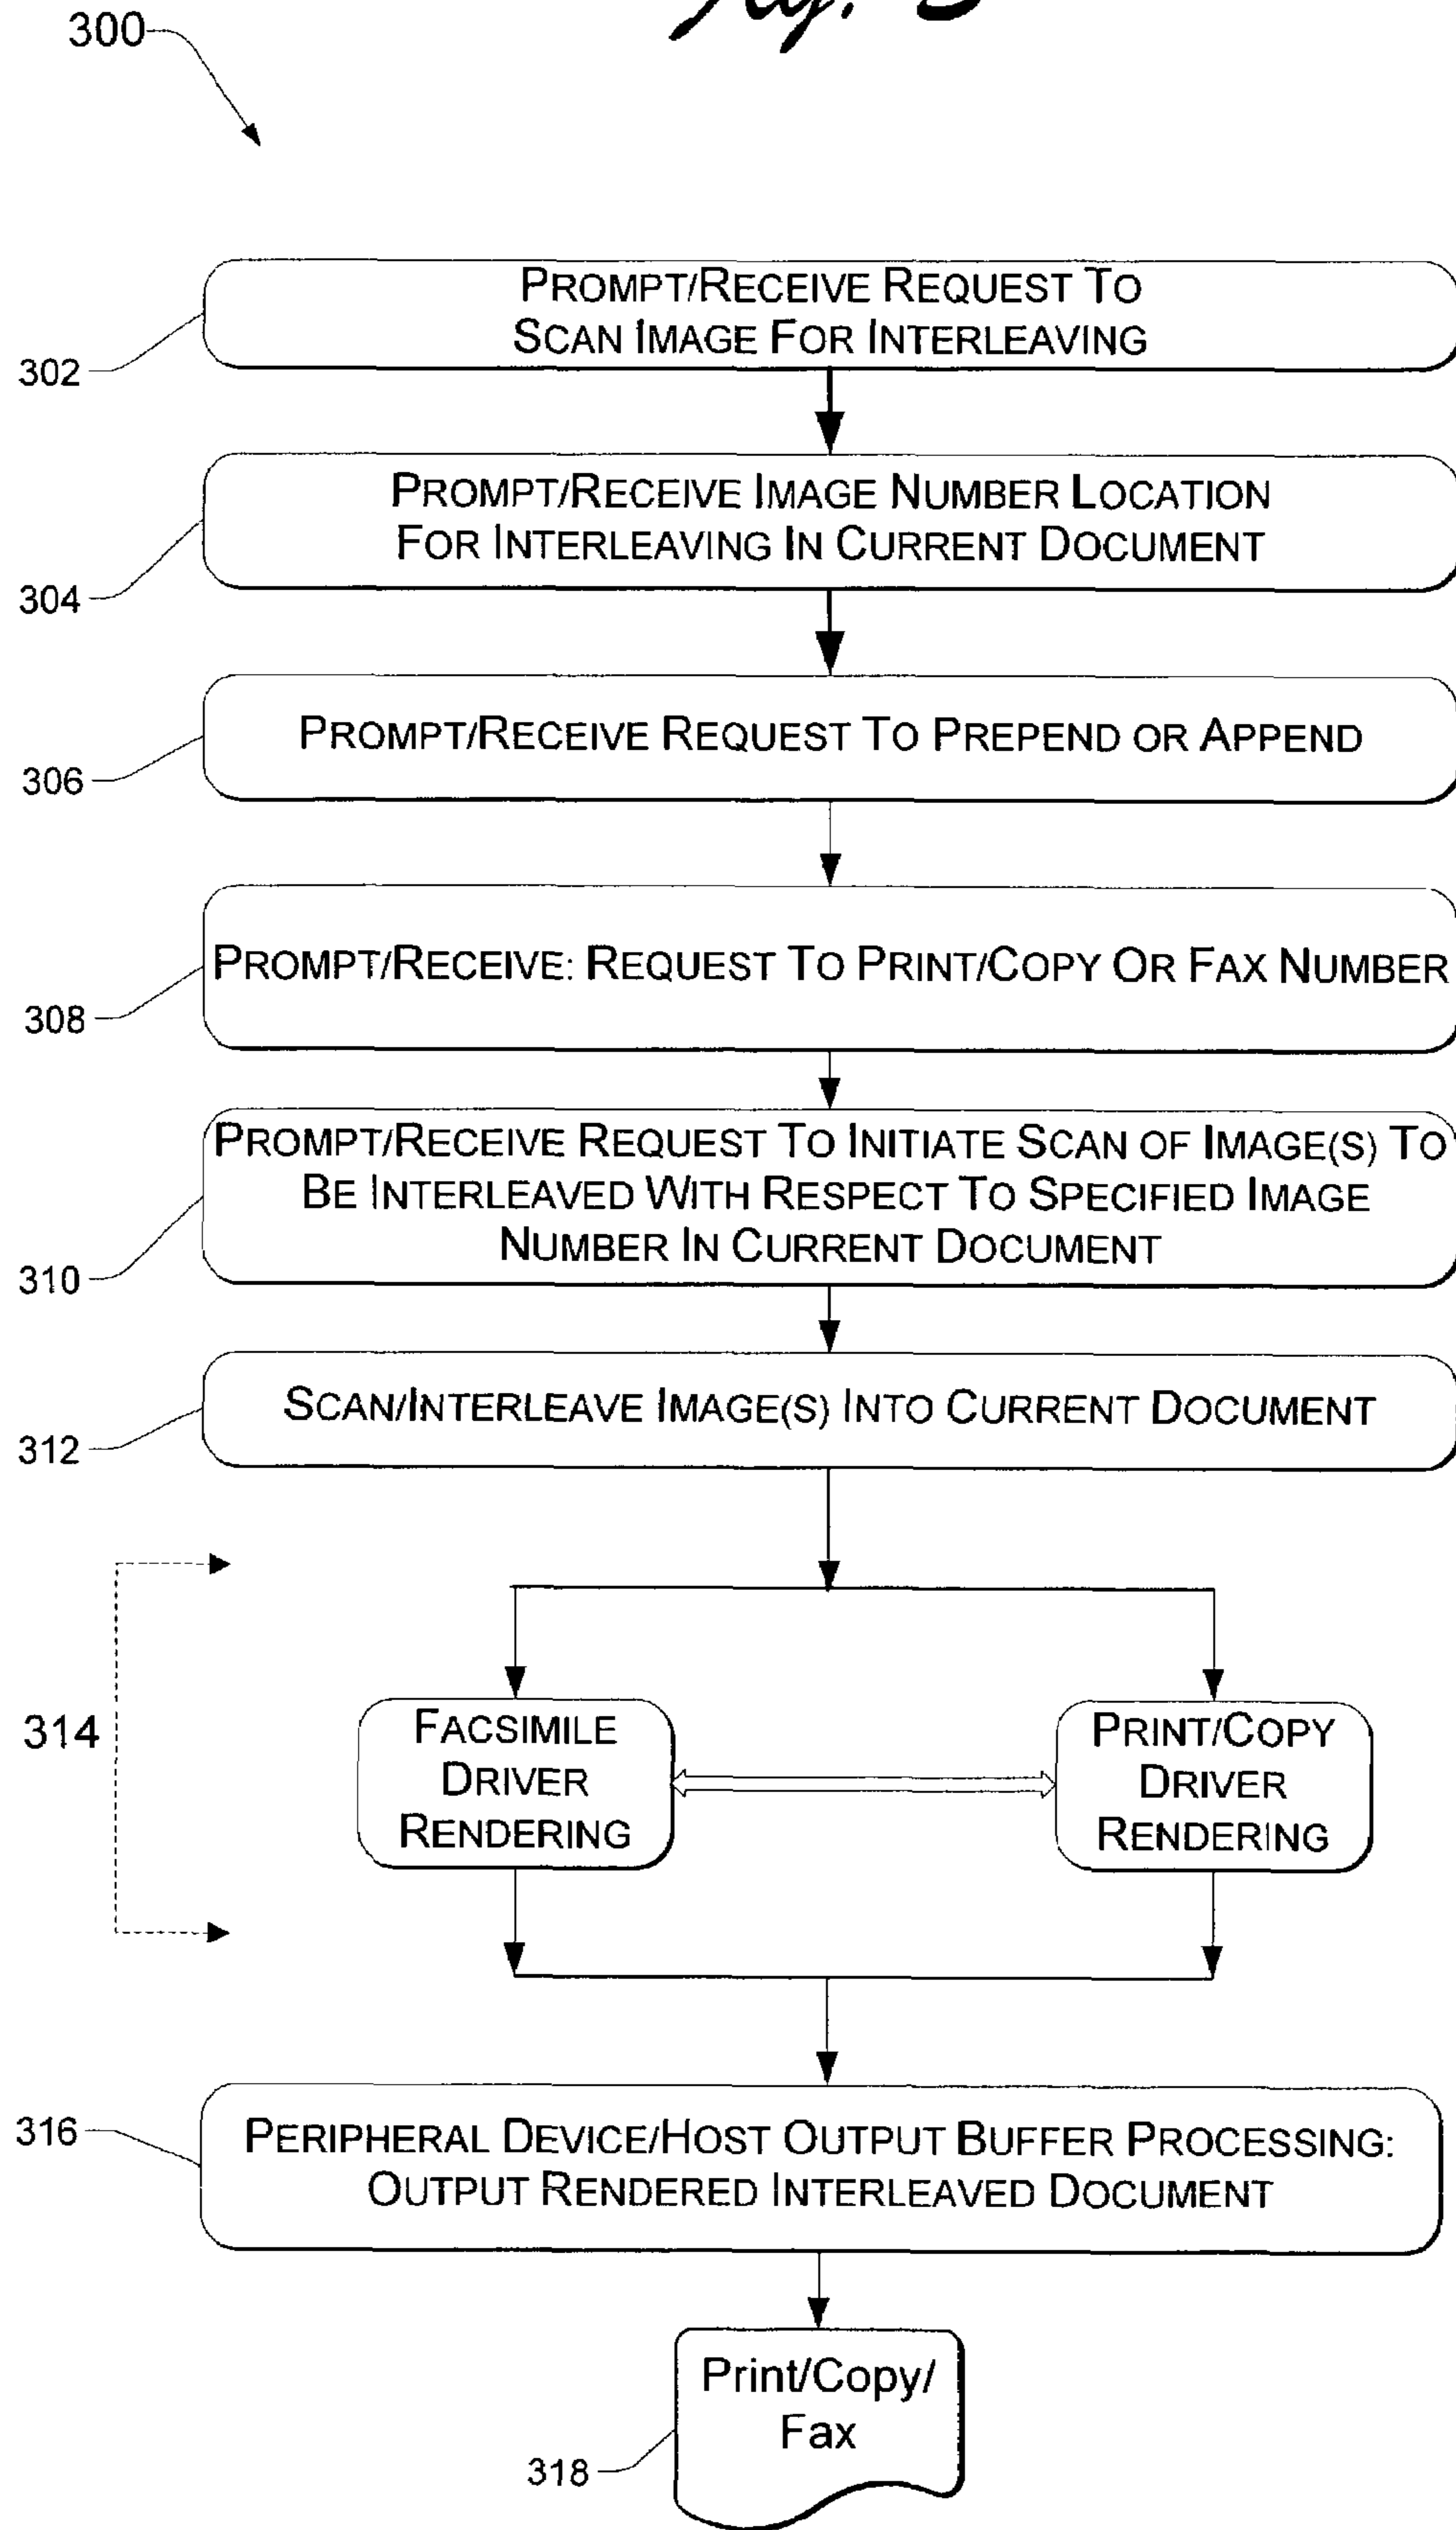 300
PROMPT/RECEIVE REQUEST TO
SCAN IMAGE FOR INTERLEAVING
302
PROMPT/RECEIVE IMAGE NUMBER LOCATION
FOR INTERLEAVING IN CURRENT DOCUMENT
304
PROMPT/RECEIVE REQUEST TO PREPEND OR APPEND
306
PROMPT/RECEIVE: REQUEST TO PRINT/COPY OR FAX NUMBER
308
PROMPT/RECEIVE REQUEST TO INITIATE SCAN OF IMAGE(S) TO
BE INTERLEAVED WITH RESPECT TO SPECIFIED IMAGE
NUMBER IN CURRENT DOCUMENT
310
SCAN/INTERLEAVE IMAGE(S) INTO CURRENT DOCUMENT
312
314
FACSIMILE
DRIVER
RENDERING
PRINT/COPY
DRIVER
RENDERING
316
PERIPHERAL DEVICE/HOST OUTPUT BUFFER PROCESSING:
OUTPUT RENDERED INTERLEAVED DOCUMENT
Print/Copy/
Fax
318